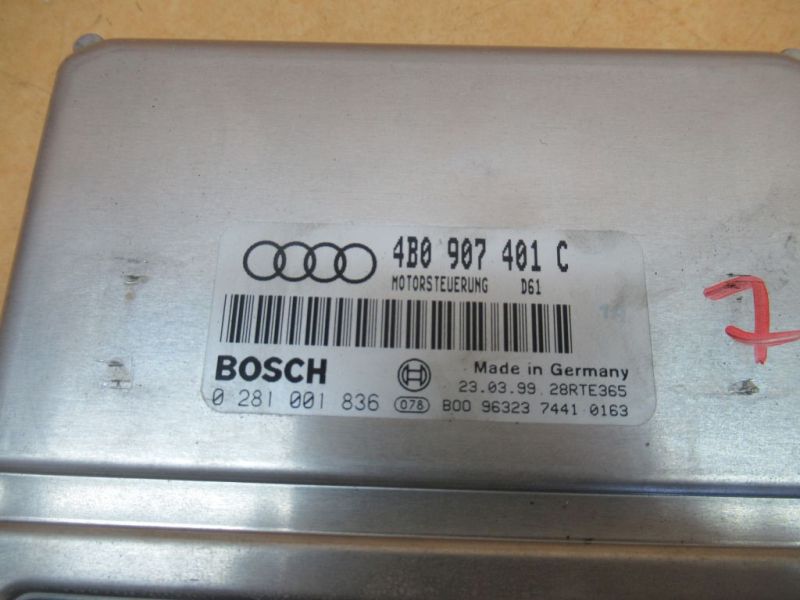 4B0 907 401 C
MOTORSTEUERUNG D61
BOSCH
Made in Germany
23.03.99 28RTE365
0 281 001 836 078 B00 96323 7441 0163
7